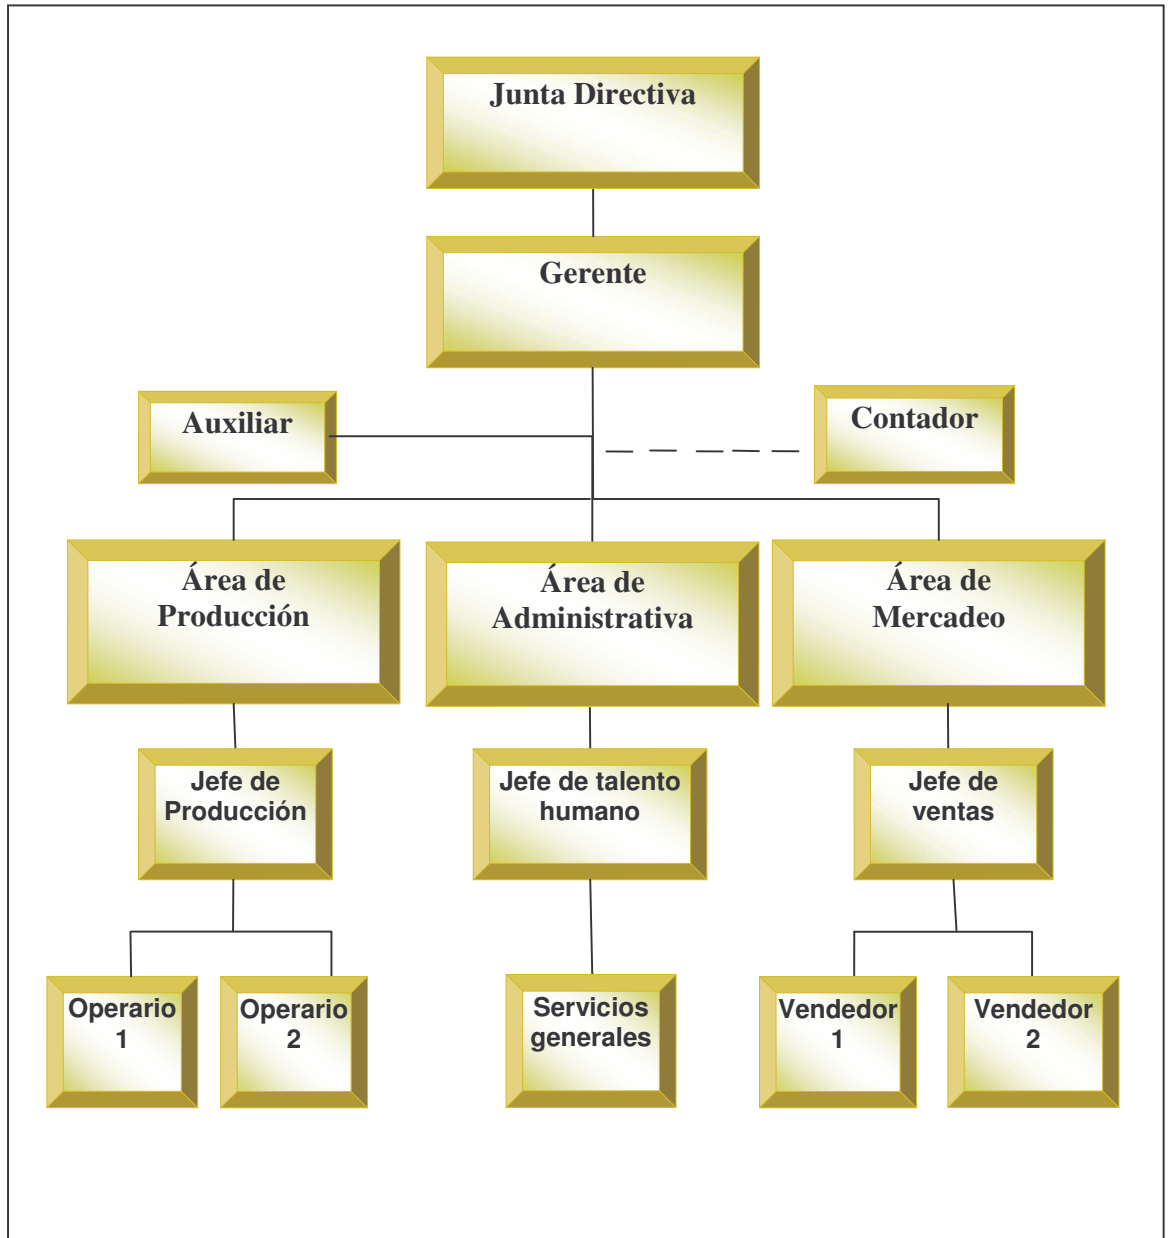 Junta Directiva
Gerente
Auxiliar
Contador
Área de
Producción
Área de
Administrativa
Área de
Mercadeo
Jefe de
Producción
Jefe de talento
humano
Jefe de
ventas
Operario
1
Operario
2
Servicios
generales
Vendedor
1
Vendedor
2